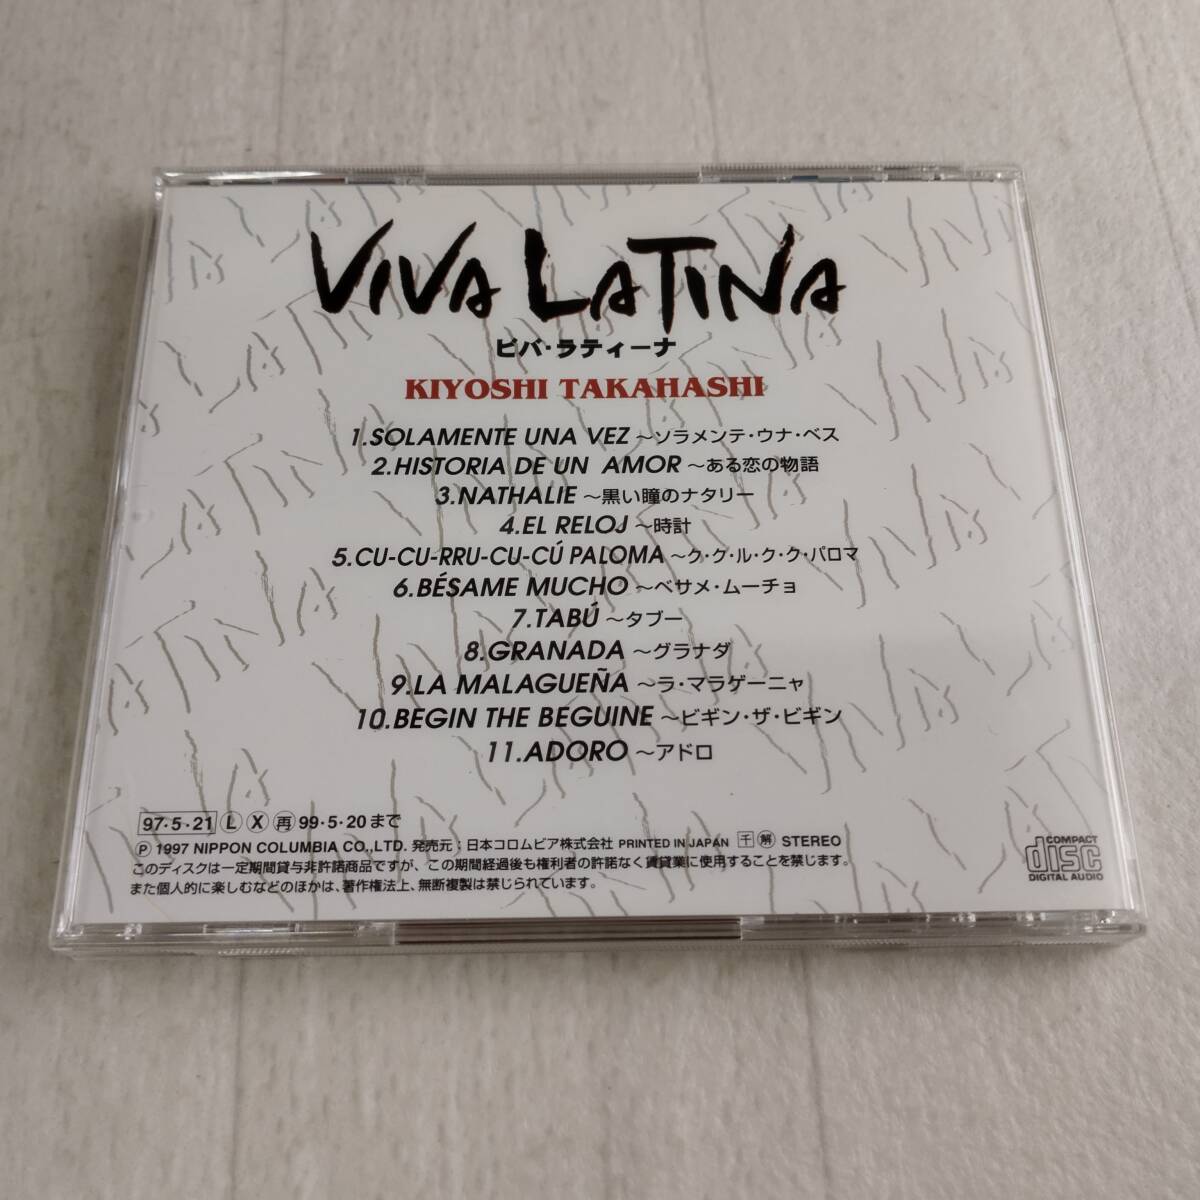 VIVA LATINA
ビバ・ラティーナ
KIYOSHI TAKAHASHI
1.SOLAMENTE UNA VEZ ～ソラメンテ・ウナ・ベス
2.HISTORIA DE UN AMOR ～ある恋の物語
3.NATHALIE ～黒い瞳のナタリー
4.EL RELOJ ～時計
5.CU-CU-RRU-CU-CÚ PALOMA ～ク・グ・ル・ク・ク・パロマ
6.BÉSAME MUCHO ～ベサメ・ムーチョ
7.TABÚ ～タブー
8.GRANADA ～グラナダ
9.LA MALAGUEÑA ～ラ・マラゲーニャ
10.BEGIN THE BEGUINE ～ビギン・ザ・ビギン
11.ADORO ～アドロ
97・5・21 Ⓛ Ⓧ ㊢ 99・5・20まで
Ⓟ 1997 NIPPON COLUMBIA CO.,LTD. 発売元：日本コロムビア株式会社 PRINTED IN JAPAN 千 解 STEREO
このディスクは一定期間貸与非許諾商品ですが、この期間経過後も権利者の許諾なく賃貸業に使用することを禁じます。
また個人的に楽しむなどのほかは、著作権法上、無断複製は禁じられています。
COMPACT
disc
DIGITAL AUDIO